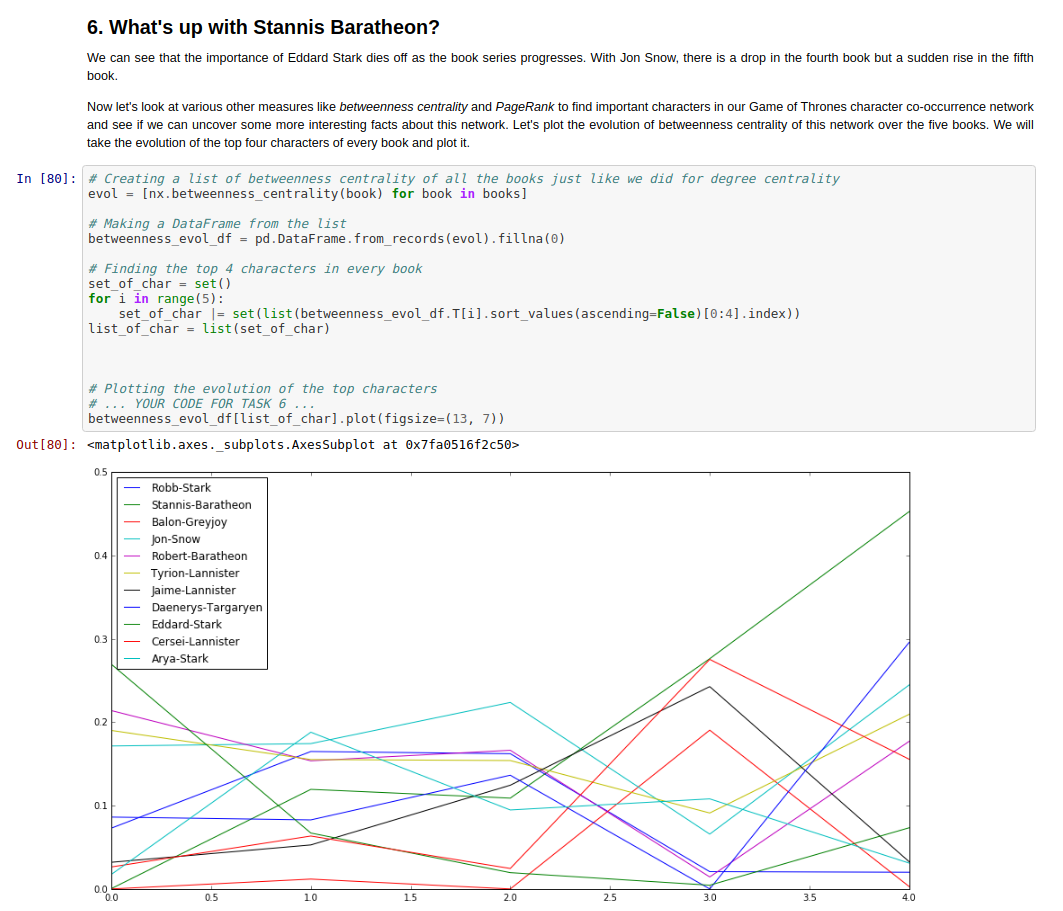 6. What's up with Stannis Baratheon?
We can see that the importance of Eddard Stark dies off as the book series progresses. With Jon Snow, there is a drop in the fourth book but a sudden rise in the fifth
book.
Now let's look at various other measures like betweenness centrality and PageRank to find important characters in our Game of Thrones character co-occurrence network
and see if we can uncover some more interesting facts about this network. Let's plot the evolution of betweenness centrality of this network over the five books. We will
take the evolution of the top four characters of every book and plot it.
In [80]: # Creating a list of betweenness centrality of all the books just like we did for degree centrality
evol = [nx.betweenness_centrality(book) for book in books]
# Making a DataFrame from the list
betweenness_evol_df = pd.DataFrame.from_records(evol).fillna(0)
# Finding the top 4 characters in every book
set_of_char = set()
for i in range(5):
    set_of_char |= set(list(betweenness_evol_df.T[i].sort_values(ascending=False)[0:4].index))
list_of_char = list(set_of_char)
# Plotting the evolution of the top characters
# ... YOUR CODE FOR TASK 6 ...
betweenness_evol_df[list_of_char].plot(figsize=(13, 7))
Out[80]: <matplotlib.axes._subplots.AxesSubplot at 0x7fa0516f2c50>
0.5
Robb-Stark
Stannis-Baratheon
Balon-Greyjoy
Jon-Snow
Robert-Baratheon
0.4
Tyrion-Lannister
Jaime-Lannister
Daenerys-Targaryen
Eddard-Stark
Cersei-Lannister
0.3
Arya-Stark
0.2
0.1
0.0
0.0 0.5 1.0 1.5 2.0 2.5 3.0 3.5 4.0